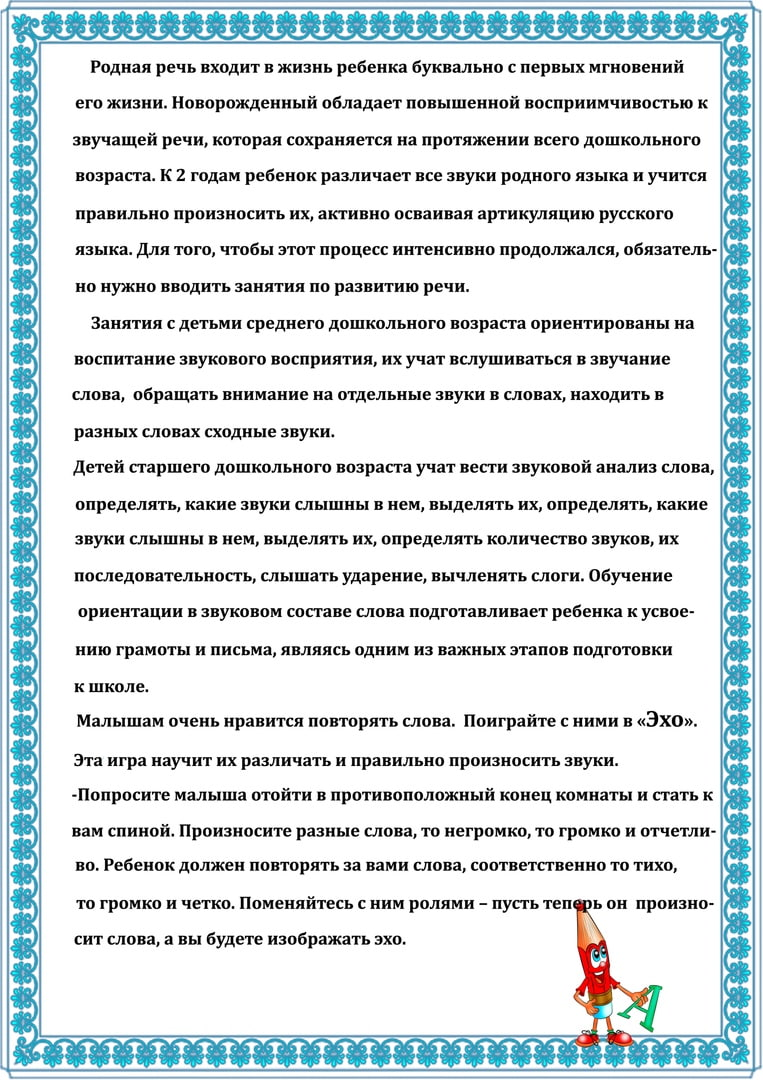 Родная речь входит в жизнь ребенка буквально с первых мгновений
его жизни. Новорожденный обладает повышенной восприимчивостью к
звучащей речи, которая сохраняется на протяжении всего дошкольного
возраста. К 2 годам ребенок различает все звуки родного языка и учится
правильно произносить их, активно осваивая артикуляцию русского
языка. Для того, чтобы этот процесс интенсивно продолжался, обязатель-
но нужно вводить занятия по развитию речи.
Занятия с детьми среднего дошкольного возраста ориентированы на
воспитание звукового восприятия, их учат вслушиваться в звучание
слова, обращать внимание на отдельные звуки в словах, находить в
разных словах сходные звуки.
Детей старшего дошкольного возраста учат вести звуковой анализ слова,
определять, какие звуки слышны в нем, выделять их, определять, какие
звуки слышны в нем, выделять их, определять количество звуков, их
последовательность, слышать ударение, вычленять слоги. Обучение
ориентации в звуковом составе слова подготавливает ребенка к усвое-
нию грамоты и письма, являясь одним из важных этапов подготовки
к школе.
Малышам очень нравится повторять слова. Поиграйте с ними в «Эхо».
Эта игра научит их различать и правильно произносить звуки.
-Попросите малыша отойти в противоположный конец комнаты и стать к
вам спиной. Произносите разные слова, то негромко, то громко и отчетли-
во. Ребенок должен повторять за вами слова, соответственно то тихо,
то громко и четко. Поменяйтесь с ним ролями – пусть теперь он произно-
сит слова, а вы будете изображать эхо.
А